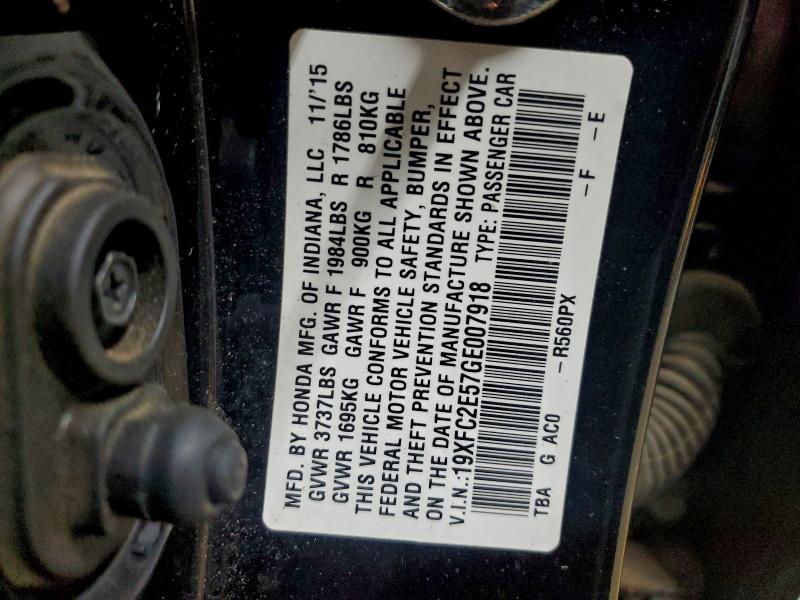 MFD. BY HONDA MFG. OF INDIANA, LLC 11/'15
GVWR 3737LBS GAWR F 1984LBS R 1786LBS
GVWR 1695KG GAWR F 900KG R 810KG
THIS VEHICLE CONFORMS TO ALL APPLICABLE
FEDERAL MOTOR VEHICLE SAFETY, BUMPER,
AND THEFT PREVENTION STANDARDS IN EFFECT
ON THE DATE OF MANUFACTURE SHOWN ABOVE.
V.I.N.:19XFC2E57GE007918 TYPE: PASSENGER CAR
TBA G AC0 -R560PX -F -E